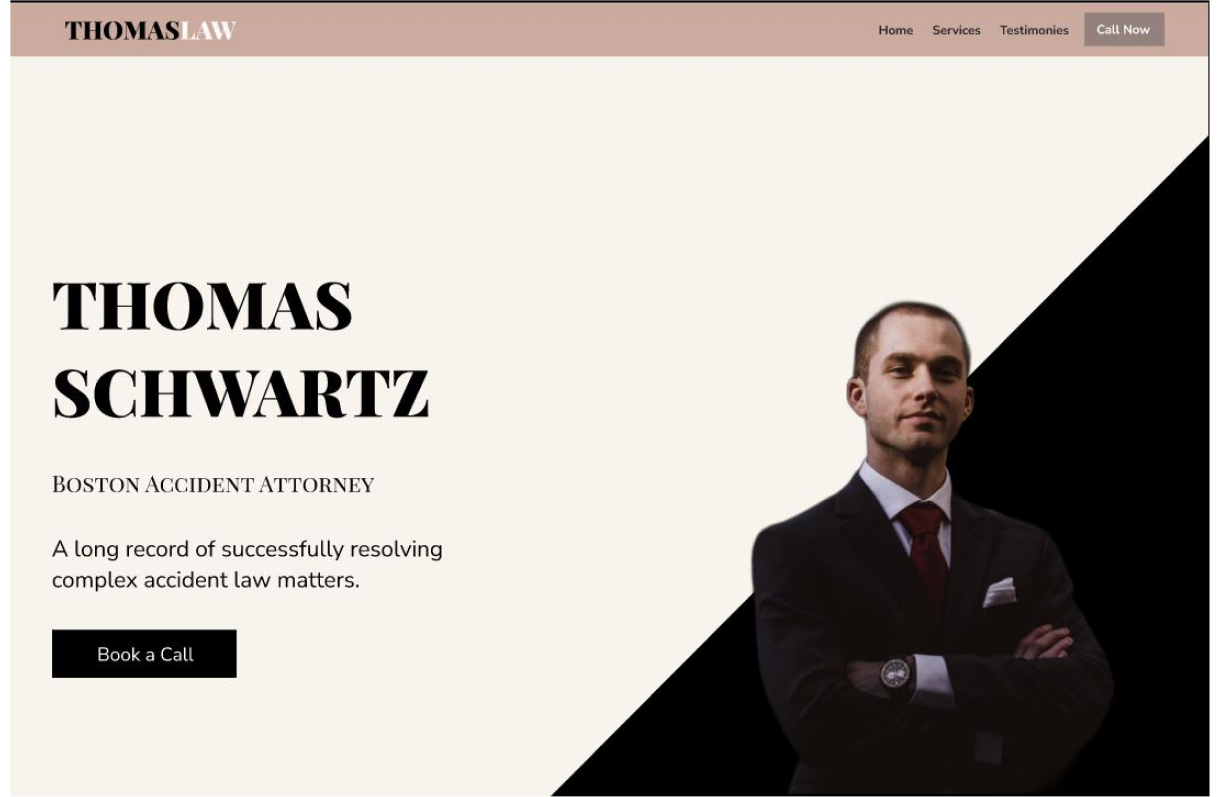 THOMASLAW
Home Services Testimonies Call Now
THOMAS
SCHWARTZ
Boston Accident Attorney
A long record of successfully resolving
complex accident law matters.
Book a Call